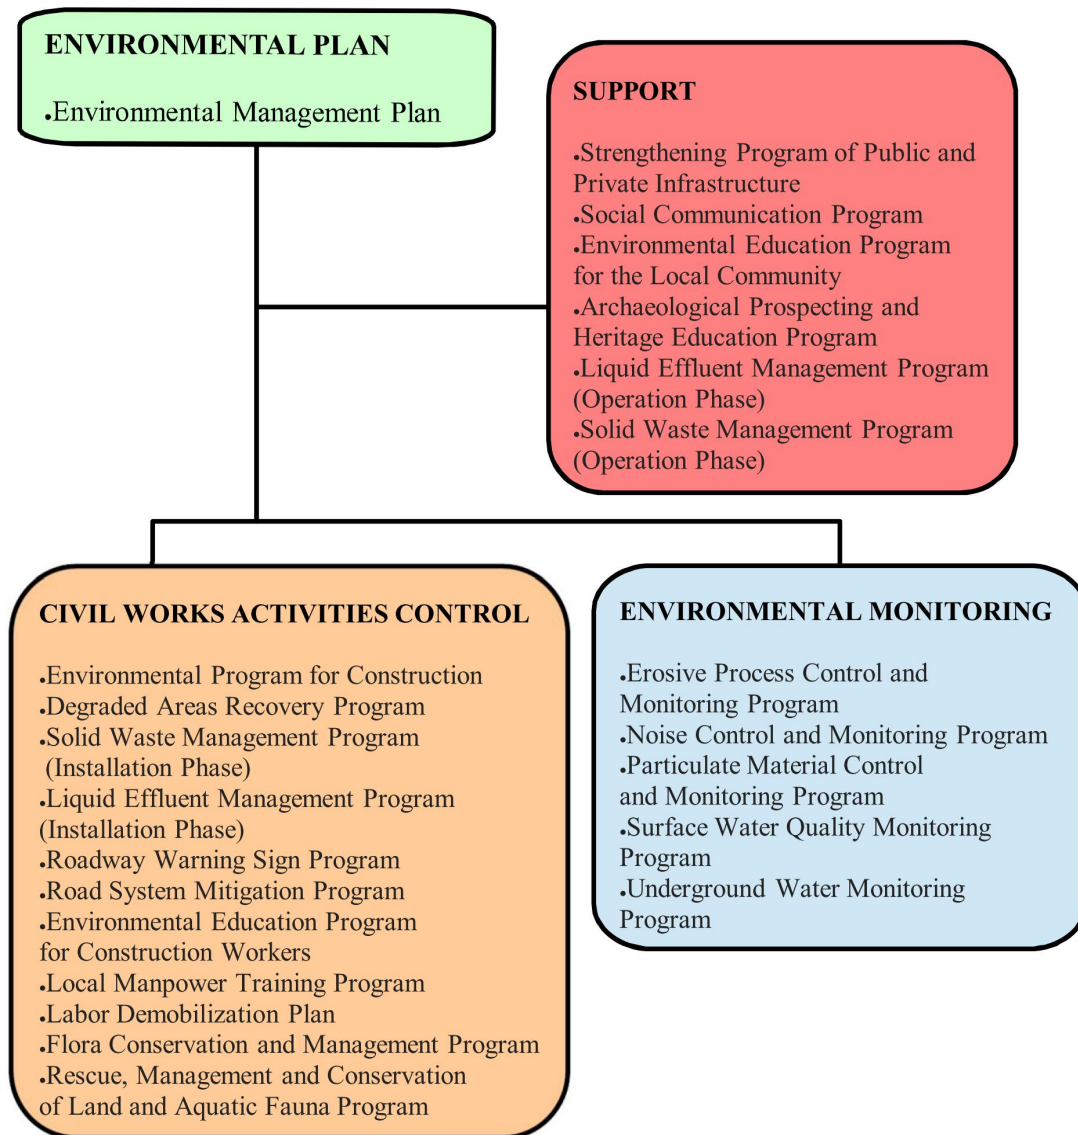 ENVIRONMENTAL PLAN
•Environmental Management Plan
SUPPORT
•Strengthening Program of Public and
Private Infrastructure
•Social Communication Program
•Environmental Education Program
for the Local Community
•Archaeological Prospecting and
Heritage Education Program
•Liquid Effluent Management Program
(Operation Phase)
•Solid Waste Management Program
(Operation Phase)
CIVIL WORKS ACTIVITIES CONTROL
•Environmental Program for Construction
•Degraded Areas Recovery Program
•Solid Waste Management Program
(Installation Phase)
•Liquid Effluent Management Program
(Installation Phase)
•Roadway Warning Sign Program
•Road System Mitigation Program
•Environmental Education Program
for Construction Workers
•Local Manpower Training Program
•Labor Demobilization Plan
•Flora Conservation and Management Program
•Rescue, Management and Conservation
of Land and Aquatic Fauna Program
ENVIRONMENTAL MONITORING
•Erosive Process Control and
Monitoring Program
•Noise Control and Monitoring Program
•Particulate Material Control
and Monitoring Program
•Surface Water Quality Monitoring
Program
•Underground Water Monitoring
Program